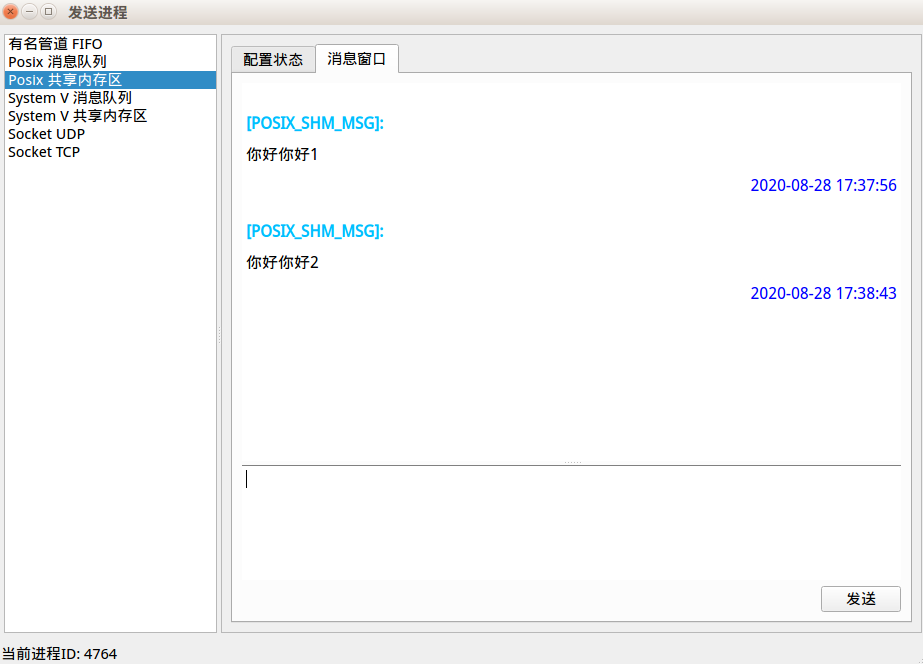 发送进程
有名管道 FIFO
Posix 消息队列
Posix 共享内存区
System V 消息队列
System V 共享内存区
Socket UDP
Socket TCP
配置状态
消息窗口
[POSIX_SHM_MSG]:
你好你好1
2020-08-28 17:37:56
[POSIX_SHM_MSG]:
你好你好2
2020-08-28 17:38:43
发送
当前进程ID: 4764